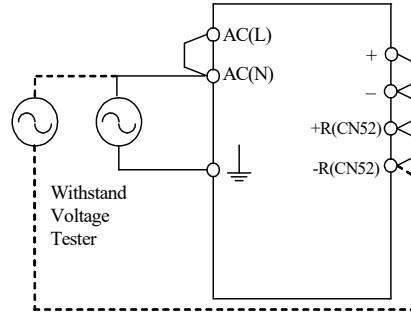 AC(L)
AC(N)
+
–
+R(CN52)
-R(CN52)
Withstand
Voltage
Tester